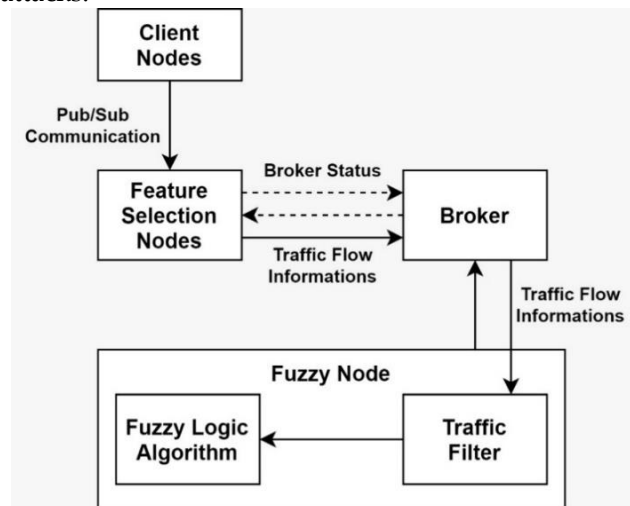 attacks.
Client
Nodes
Pub/Sub
Communication
Broker Status
Feature
Selection
Nodes
Broker
Traffic Flow
Informations
Traffic Flow
Informations
Fuzzy Node
Fuzzy Logic
Algorithm
Traffic
Filter